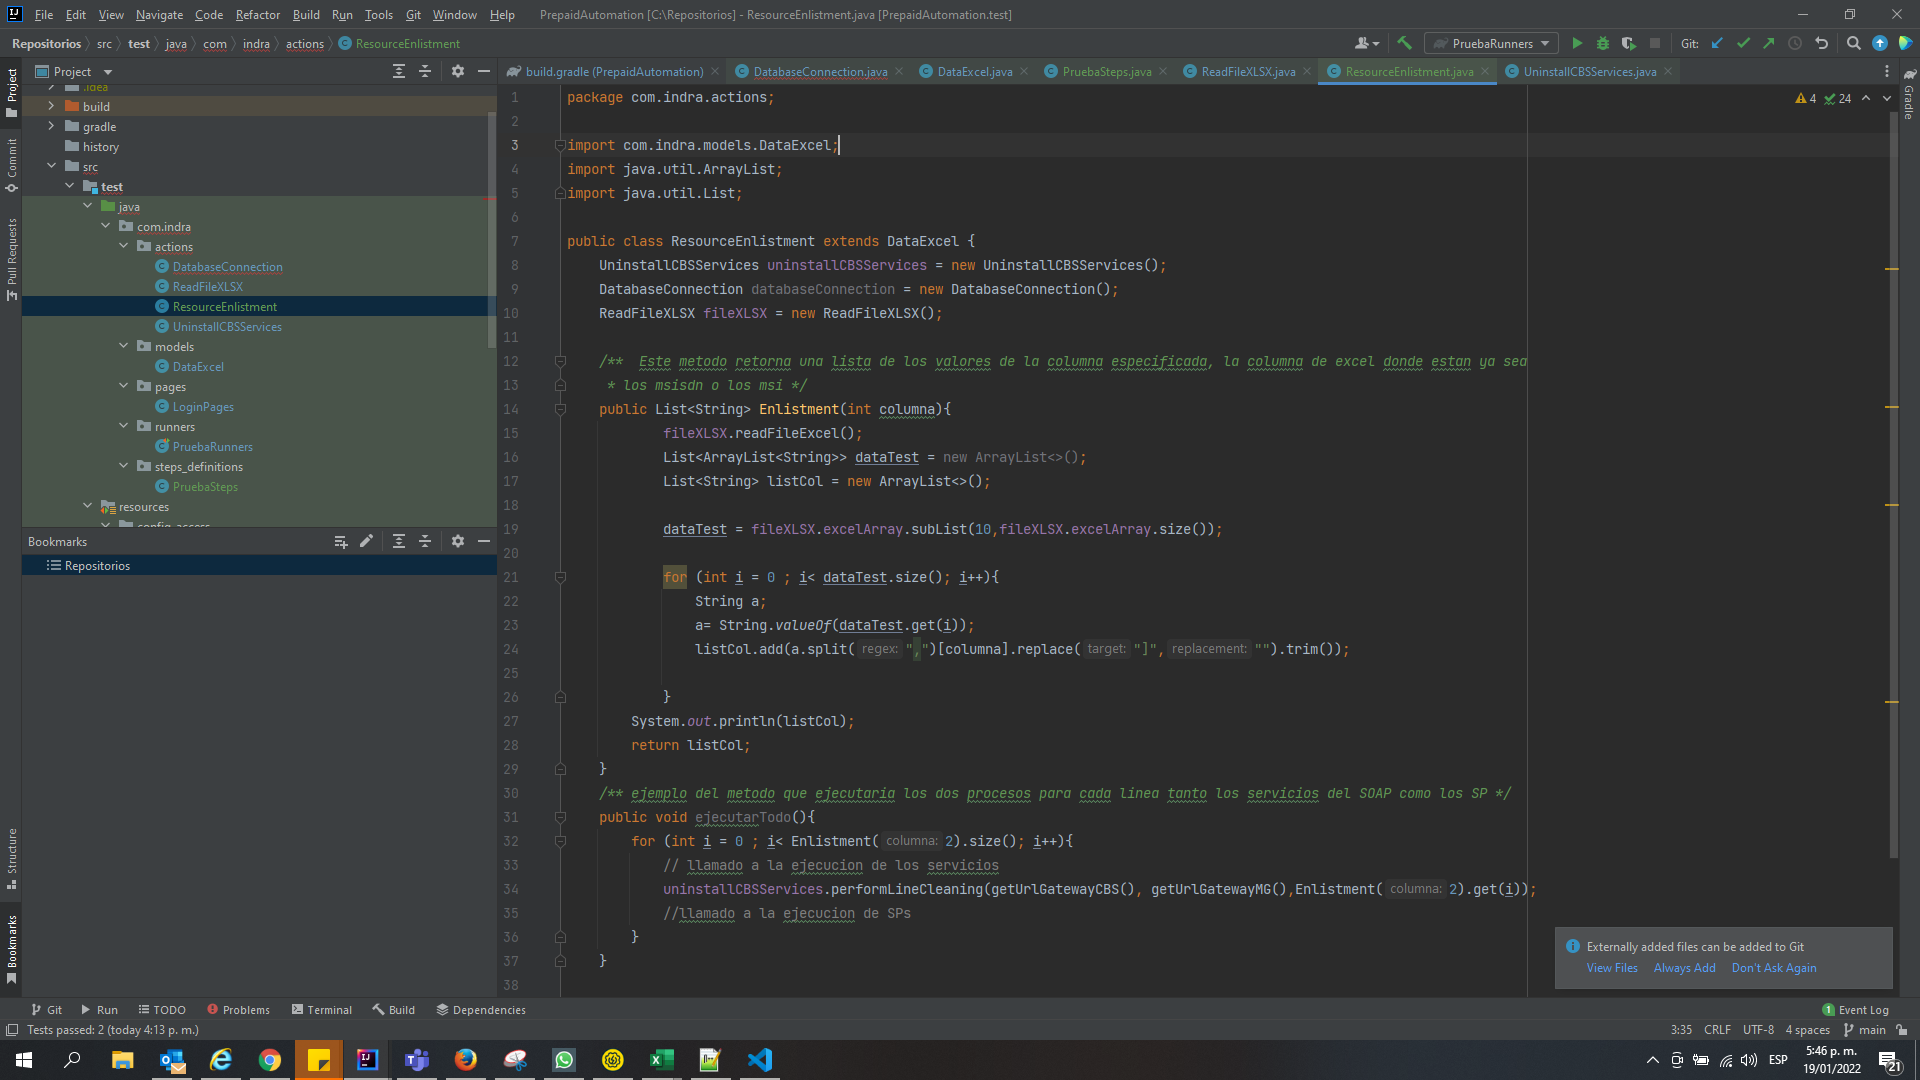 File Edit View Navigate Code Refactor Build Run Tools Git Window Help PrepaidAutomation [C:\Repositorios] - ResourceEnlistment.java [PrepaidAutomation.test]
Repositorios src test java com indra actions ResourceEnlistment
PruebaRunners
Git:
Project
build.gradle (PrepaidAutomation) DatabaseConnection.java DataExcel.java PruebaSteps.java ReadFileXLSX.java ResourceEnlistment.java UninstallCBSServices.java
Project
Commit
Pull Requests
Structure
Bookmarks
Gradle
.idea
build
gradle
history
src
test
java
com.indra
actions
DatabaseConnection
ReadFileXLSX
ResourceEnlistment
UninstallCBSServices
models
DataExcel
pages
LoginPages
runners
PruebaRunners
steps_definitions
PruebaSteps
resources
config_access
Bookmarks
Repositorios
4 24
1 package com.indra.actions;
2
3 import com.indra.models.DataExcel;
4 import java.util.ArrayList;
5 import java.util.List;
6
7 public class ResourceEnlistment extends DataExcel {
8 UninstallCBSServices uninstallCBSServices = new UninstallCBSServices();
9 DatabaseConnection databaseConnection = new DatabaseConnection();
10 ReadFileXLSX fileXLSX = new ReadFileXLSX();
11
12 /** Este metodo retorna una lista de los valores de la columna especificada, la columna de excel donde estan ya sea
13 * los msisdn o los msi */
14 public List<String> Enlistment(int columna){
15 fileXLSX.readFileExcel();
16 List<ArrayList<String>> dataTest = new ArrayList<>();
17 List<String> listCol = new ArrayList<>();
18
19 dataTest = fileXLSX.excelArray.subList(10,fileXLSX.excelArray.size());
20
21 for (int i = 0 ; i< dataTest.size(); i++){
22 String a;
23 a= String.valueOf(dataTest.get(i));
24 listCol.add(a.split( regex: ",")[columna].replace( target: "]", replacement: "").trim());
25
26 }
27 System.out.println(listCol);
28 return listCol;
29 }
30 /** ejemplo del metodo que ejecutaria los dos procesos para cada linea tanto los servicios del SOAP como los SP */
31 public void ejecutarTodo(){
32 for (int i = 0 ; i< Enlistment( columna: 2).size(); i++){
33 // llamado a la ejecucion de los servicios
34 uninstallCBSServices.performLineCleaning(getUrlGatewayCBS(), getUrlGatewayMG(),Enlistment( columna: 2).get(i));
35 //llamado a la ejecucion de SPs
36 }
37 }
38
Externally added files can be added to Git
View Files Always Add Don't Ask Again
Git Run TODO Problems Terminal Build Dependencies
1 Event Log
Tests passed: 2 (today 4:13 p. m.)
3:35 CRLF UTF-8 4 spaces main
ESP
5:46 p. m.
19/01/2022
21